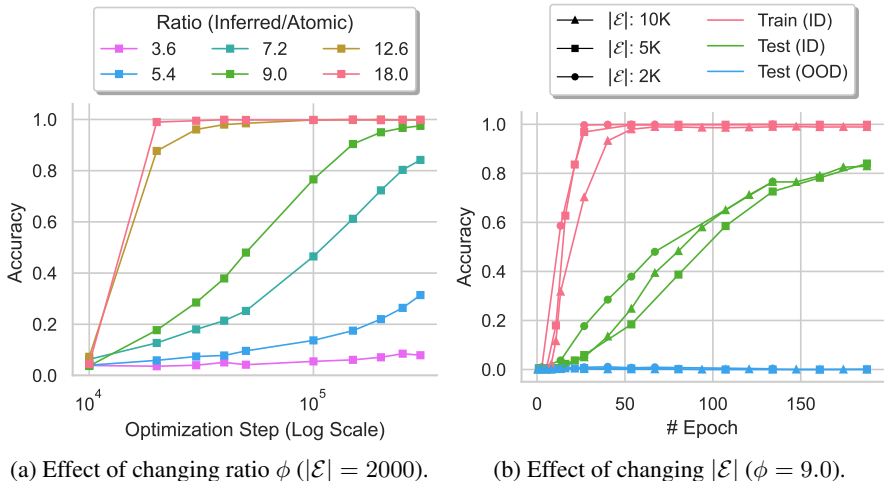 Ratio (Inferred/Atomic)
3.6 7.2 12.6
5.4 9.0 18.0
Accuracy
1.0
0.8
0.6
0.4
0.2
0.0
10^4 10^5
Optimization Step (Log Scale)
(a) Effect of changing ratio ϕ (|ℰ| = 2000).
|ℰ|: 10K Train (ID)
|ℰ|: 5K Test (ID)
|ℰ|: 2K Test (OOD)
Accuracy
1.0
0.8
0.6
0.4
0.2
0.0
0 50 100 150
# Epoch
(b) Effect of changing |ℰ| (ϕ = 9.0).